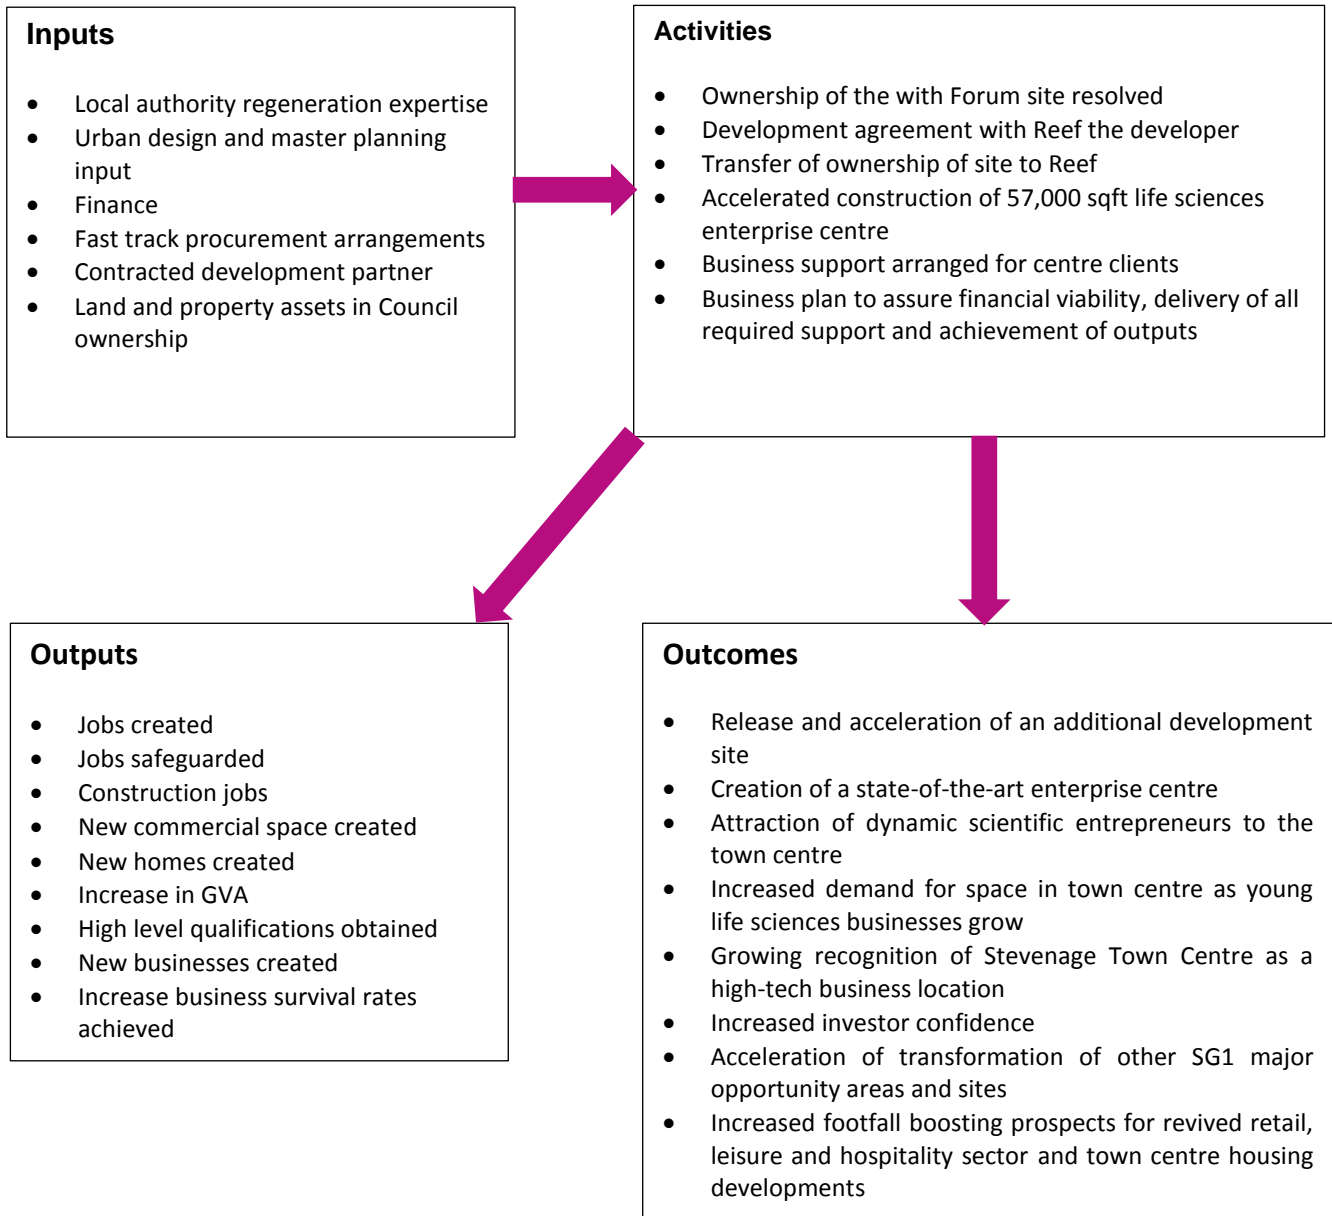 Inputs
• Local authority regeneration expertise
• Urban design and master planning
input
• Finance
• Fast track procurement arrangements
• Contracted development partner
• Land and property assets in Council
ownership
Activities
• Ownership of the with Forum site resolved
• Development agreement with Reef the developer
• Transfer of ownership of site to Reef
• Accelerated construction of 57,000 sqft life sciences
enterprise centre
• Business support arranged for centre clients
• Business plan to assure financial viability, delivery of all
required support and achievement of outputs
Outputs
• Jobs created
• Jobs safeguarded
• Construction jobs
• New commercial space created
• New homes created
• Increase in GVA
• High level qualifications obtained
• New businesses created
• Increase business survival rates
achieved
Outcomes
• Release and acceleration of an additional development
site
• Creation of a state-of-the-art enterprise centre
• Attraction of dynamic scientific entrepreneurs to the
town centre
• Increased demand for space in town centre as young
life sciences businesses grow
• Growing recognition of Stevenage Town Centre as a
high-tech business location
• Increased investor confidence
• Acceleration of transformation of other SG1 major
opportunity areas and sites
• Increased footfall boosting prospects for revived retail,
leisure and hospitality sector and town centre housing
developments